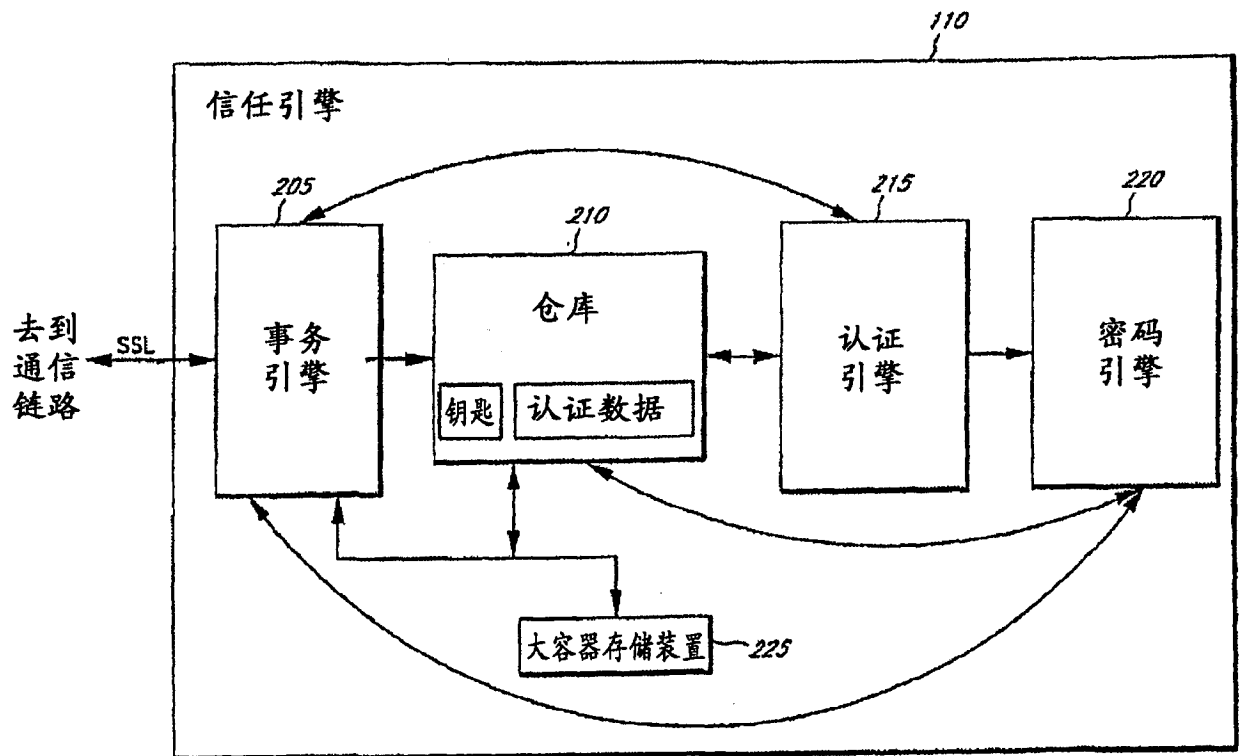 110
信任引擎
205
210
215
220
去到
通信
链路
SSL
事务
引擎
仓库
钥匙
认证数据
认证
引擎
密码
引擎
大容器存储装置
225